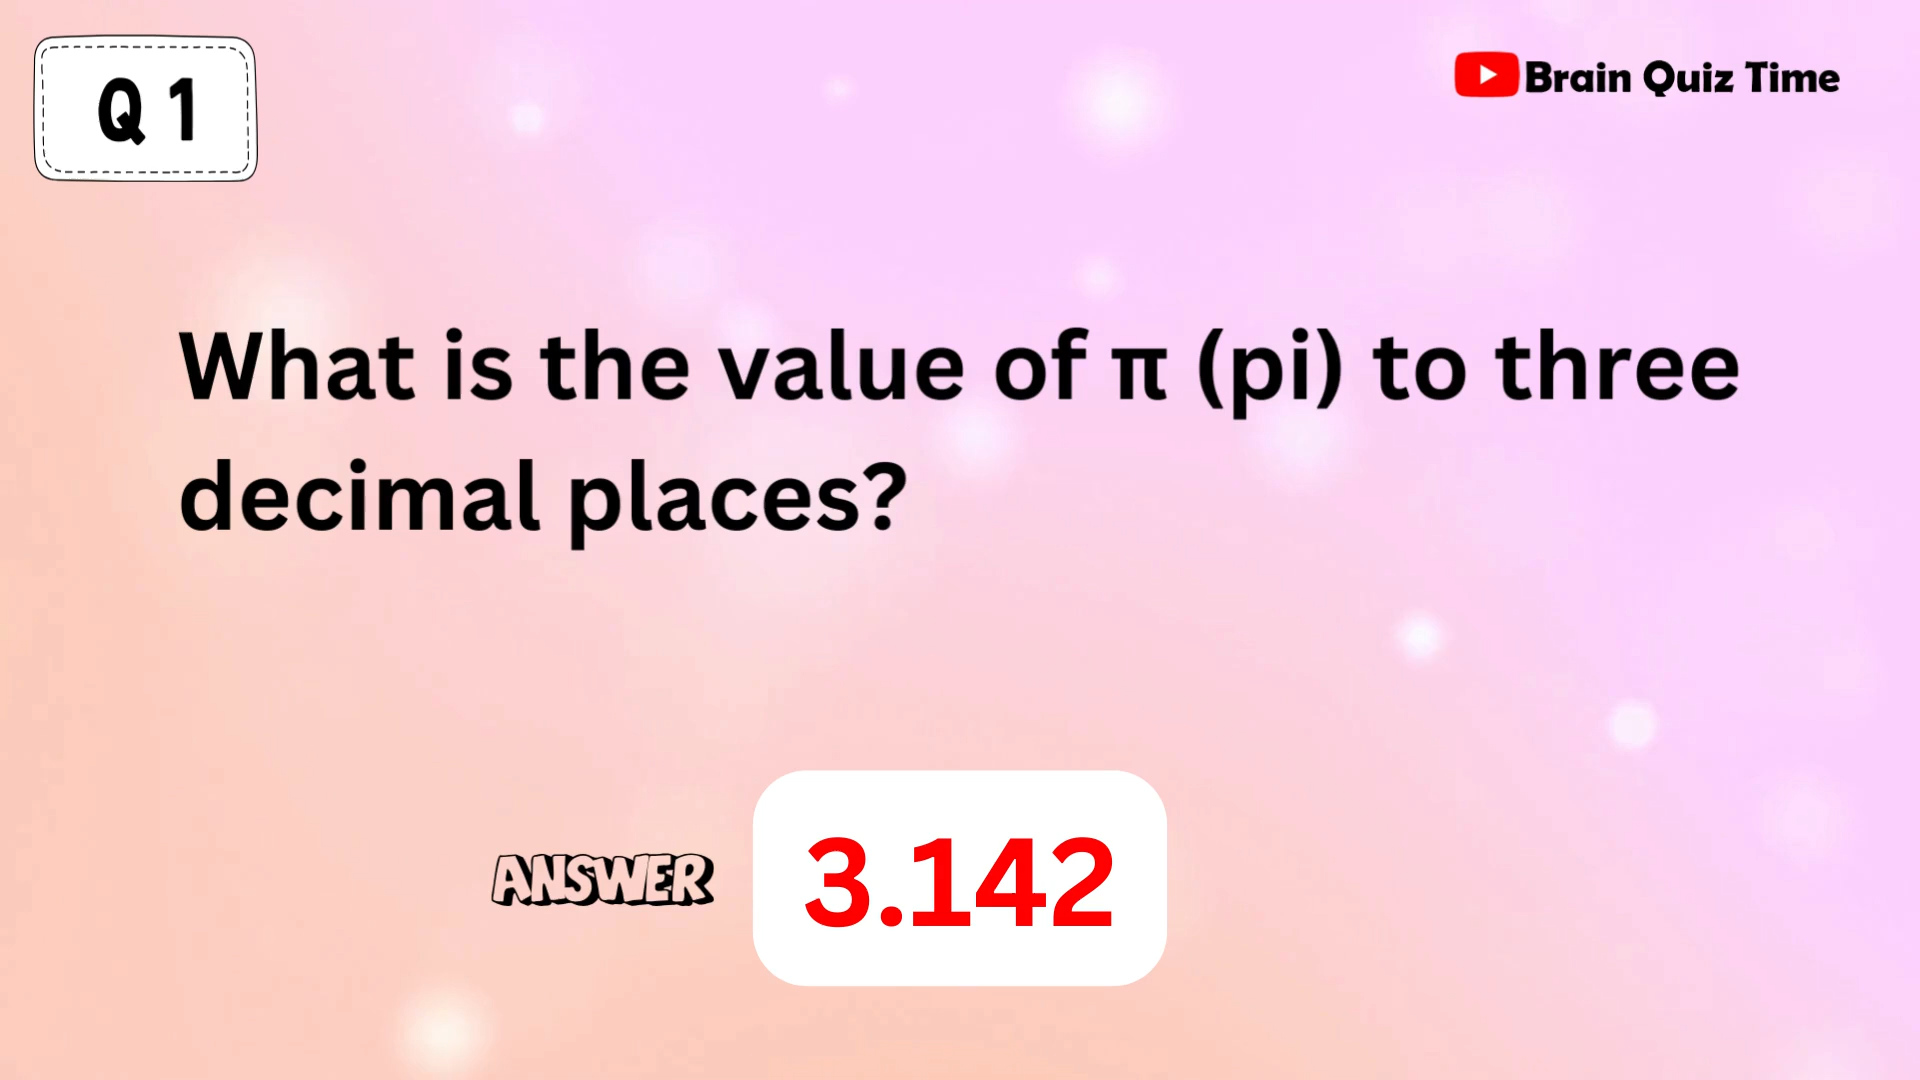 Q 1
Brain Quiz Time
What is the value of π (pi) to three
decimal places?
ANSWER
3.142